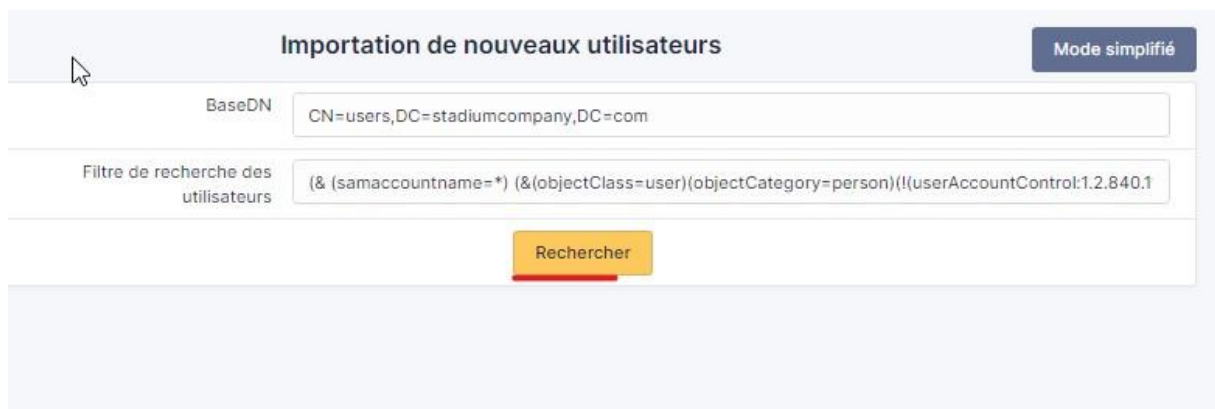 Importation de nouveaux utilisateurs
Mode simplifié
BaseDN
CN=users,DC=stadiumcompany,DC=com
Filtre de recherche des
utilisateurs
(& (samaccountname=*) (&(objectClass=user)(objectCategory=person)(!(userAccountControl:1.2.840.1
Rechercher